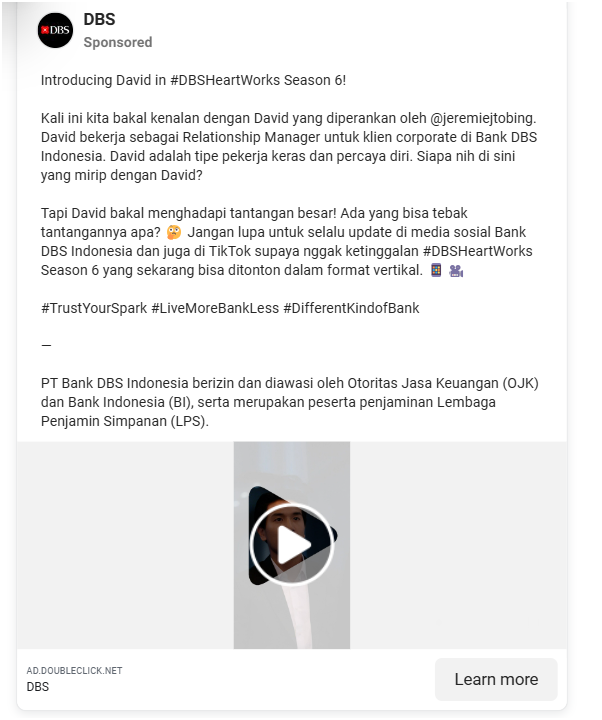 DBS
DBS
Sponsored
Introducing David in #DBSHeartWorks Season 6!
Kali ini kita bakal kenalan dengan David yang diperankan oleh @jeremiejtobing.
David bekerja sebagai Relationship Manager untuk klien corporate di Bank DBS
Indonesia. David adalah tipe pekerja keras dan percaya diri. Siapa nih di sini
yang mirip dengan David?
Tapi David bakal menghadapi tantangan besar! Ada yang bisa tebak
tantangannya apa? 🤔 Jangan lupa untuk selalu update di media sosial Bank
DBS Indonesia dan juga di TikTok supaya nggak ketinggalan #DBSHeartWorks
Season 6 yang sekarang bisa ditonton dalam format vertikal. 📱 🎥
#TrustYourSpark #LiveMoreBankLess #DifferentKindofBank
—
PT Bank DBS Indonesia berizin dan diawasi oleh Otoritas Jasa Keuangan (OJK)
dan Bank Indonesia (BI), serta merupakan peserta penjaminan Lembaga
Penjamin Simpanan (LPS).
AD.DOUBLECLICK.NET
DBS
Learn more